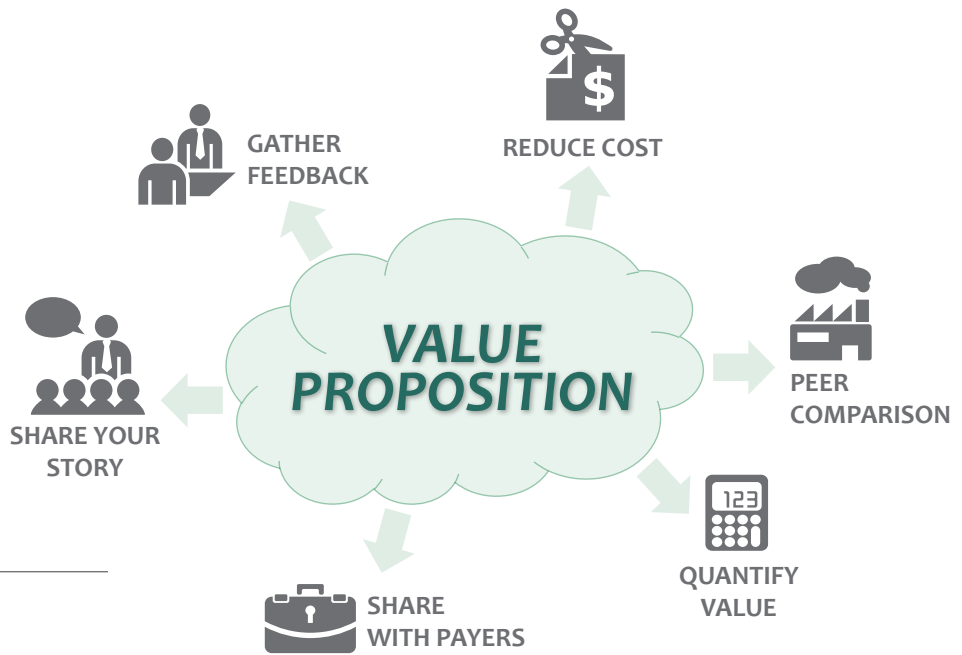 GATHER
FEEDBACK
$
REDUCE COST
VALUE
PROPOSITION
PEER
COMPARISON
SHARE YOUR
STORY
123
QUANTIFY
VALUE
SHARE
WITH PAYERS